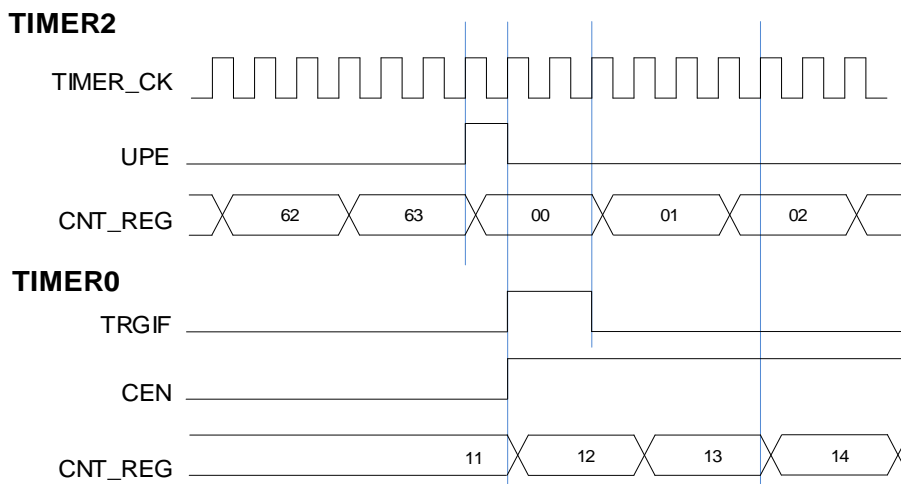 TIMER2
TIMER_CK
UPE
CNT_REG 62 63 00 01 02
TIMER0
TRGIF
CEN
CNT_REG 11 12 13 14